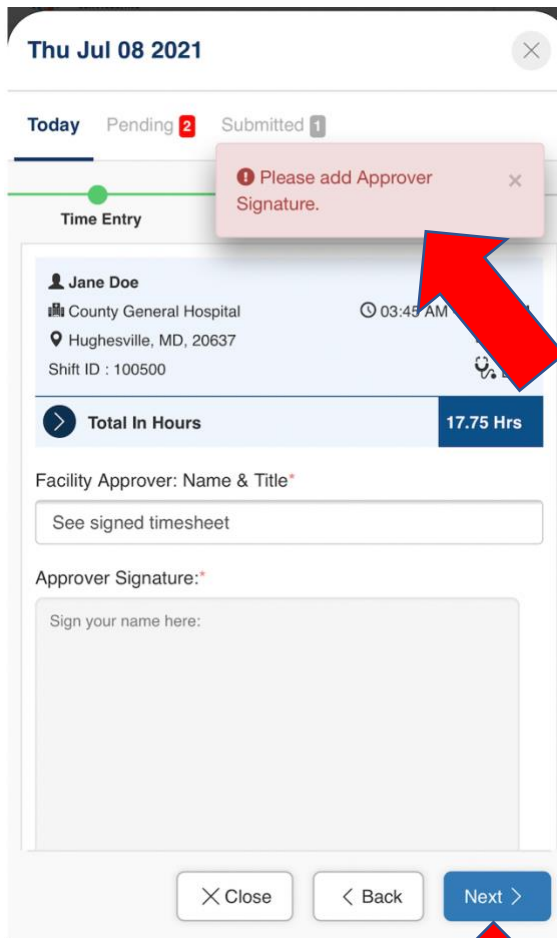 Thu Jul 08 2021
Today Pending 2 Submitted 1
Please add Approver
Signature.
Time Entry
Jane Doe
County General Hospital 03:45 AM
Hughesville, MD, 20637
Shift ID : 100500
Total In Hours 17.75 Hrs
Facility Approver: Name & Title*
See signed timesheet
Approver Signature:*
Sign your name here:
Close Back Next